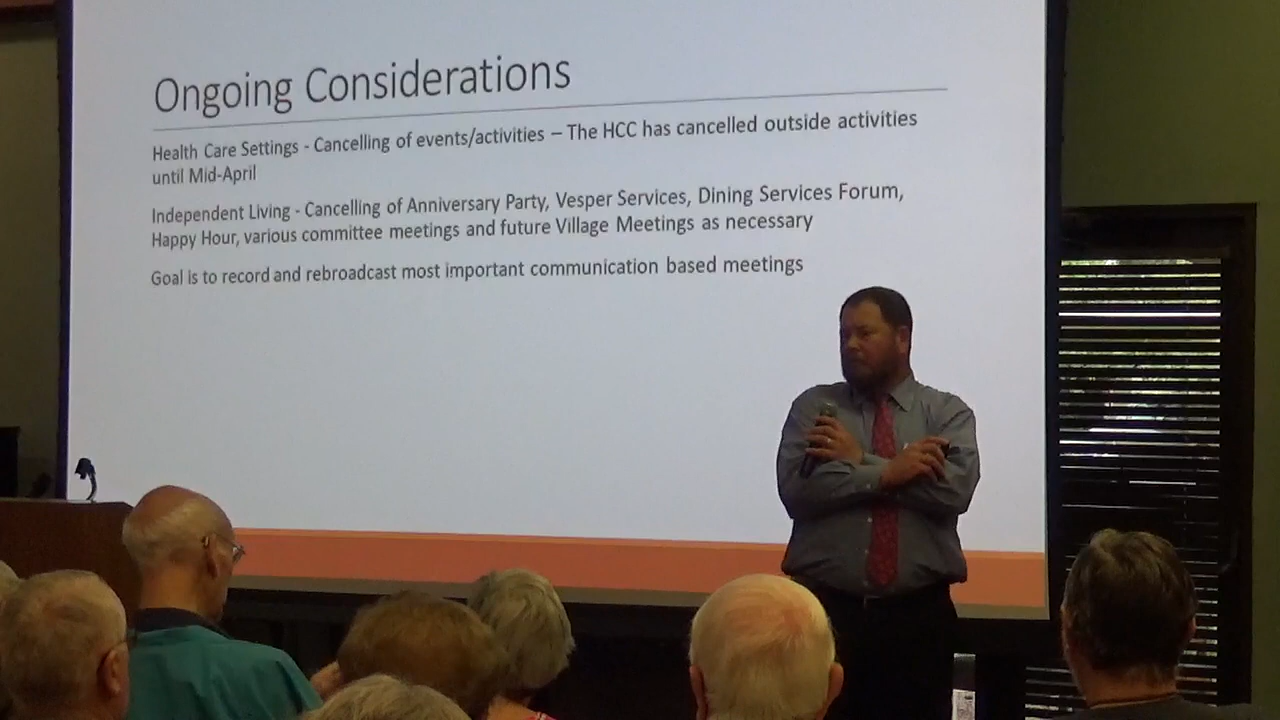 Ongoing Considerations
Health Care Settings - Cancelling of events/activities – The HCC has cancelled outside activities
until Mid-April
Independent Living - Cancelling of Anniversary Party, Vesper Services, Dining Services Forum,
Happy Hour, various committee meetings and future Village Meetings as necessary
Goal is to record and rebroadcast most important communication based meetings